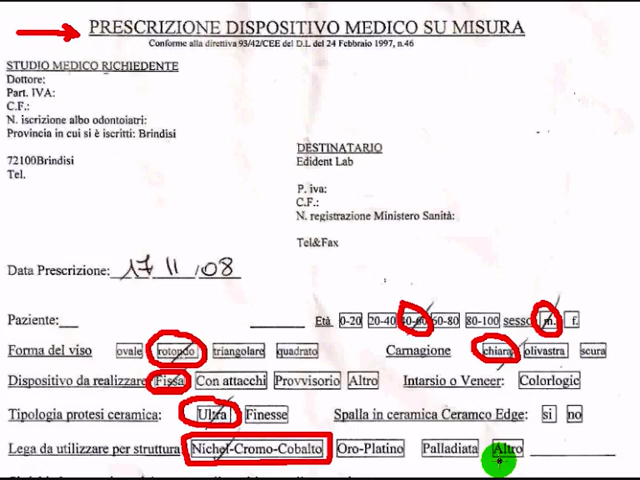 PRESCRIZIONE DISPOSITIVO MEDICO SU MISURA
Conforme alla direttiva 93/42/CEE del D.L del 24 Febbraio 1997, n.46
STUDIO MEDICO RICHIEDENTE
Dottore:
Part. IVA:
C.F.:
N. iscrizione albo odontoiatri:
Provincia in cui si è iscritti: Brindisi
72100Brindisi
Tel.
DESTINATARIO
Edident Lab
P. iva:
C.F.:
N. registrazione Ministero Sanità:
Tel&Fax
Data Prescrizione: 17 11 /08
Paziente: Età 0-20 20-40 40-60 60-80 80-100 sesso m. f.
Forma del viso ovale rotondo triangolare quadrato Carnagione chiara olivastra scura
Dispositivo da realizzare Fissa Con attacchi Provvisorio Altro Intarsio o Veneer: Colorlogic
Tipologia protesi ceramica: Ultra Finesse Spalla in ceramica Ceramco Edge: si no
Lega da utilizzare per struttura: Nichel-Cromo-Cobalto Oro-Platino Palladiata Altro